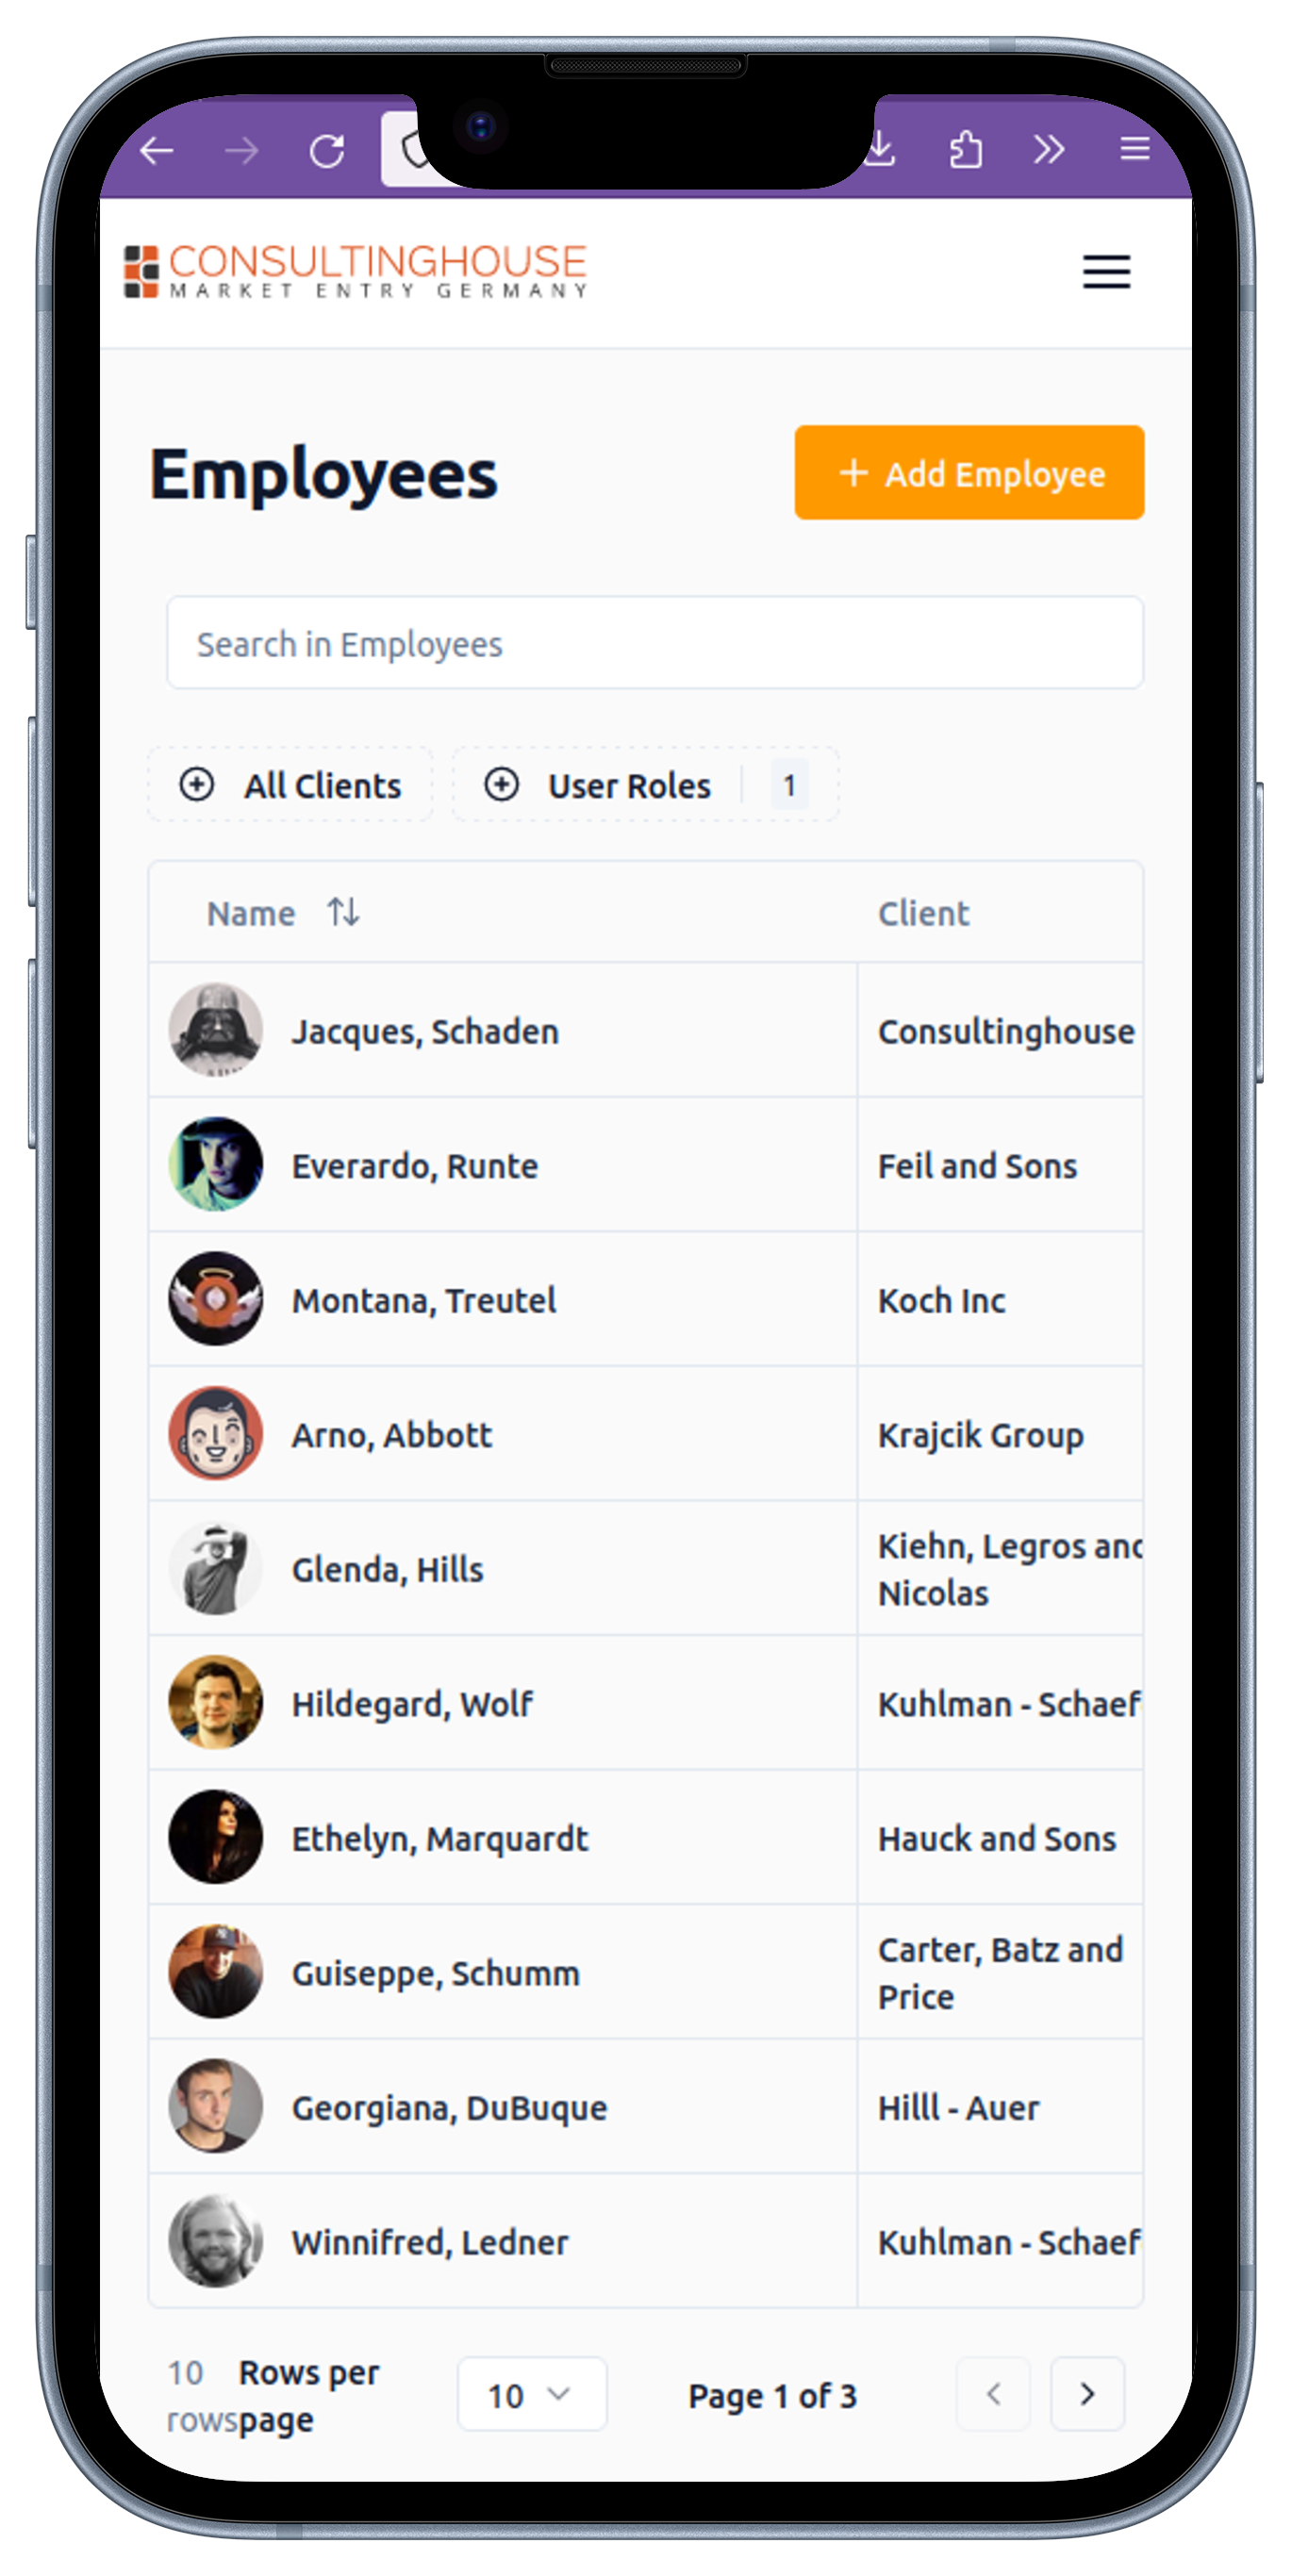 CONSULTINGHOUSE
MARKET ENTRY GERMANY
Employees
+ Add Employee
Search in Employees
All Clients
User Roles 1
Name Client
Jacques, Schaden Consultinghouse
Everardo, Runte Feil and Sons
Montana, Treutel Koch Inc
Arno, Abbott Krajcik Group
Glenda, Hills Kiehn, Legros and
Nicolas
Hildegard, Wolf Kuhlman - Schaef
Ethelyn, Marquardt Hauck and Sons
Guiseppe, Schumm Carter, Batz and
Price
Georgiana, DuBuque Hilll - Auer
Winnifred, Ledner Kuhlman - Schaef
10 rows
Rows per page
10
Page 1 of 3